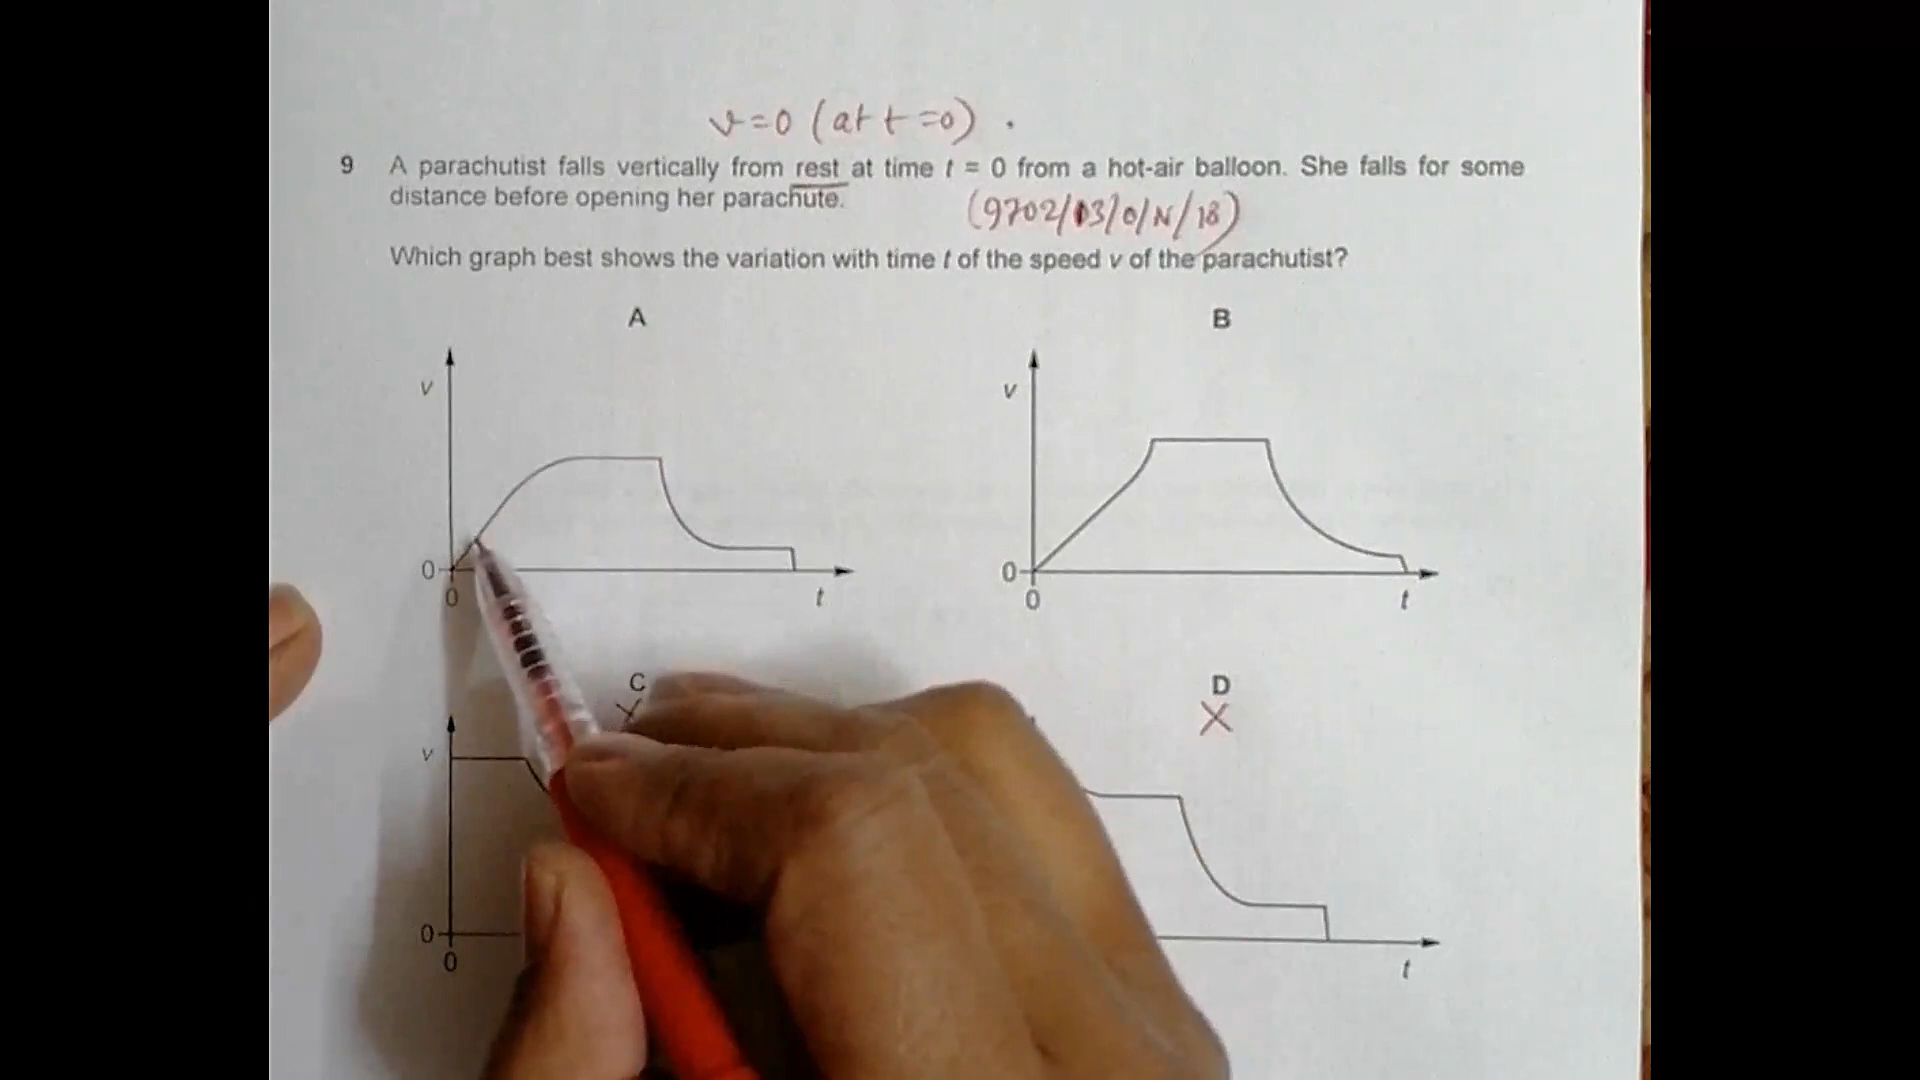 v=0 (at t=0) .
9 A parachutist falls vertically from rest at time t = 0 from a hot-air balloon. She falls for some
distance before opening her parachute.
(9702/13/O/N/18)
Which graph best shows the variation with time t of the speed v of the parachutist?
A
B
v
v
0
0
0
t
0
t
C
D
X
X
v
0
0
t